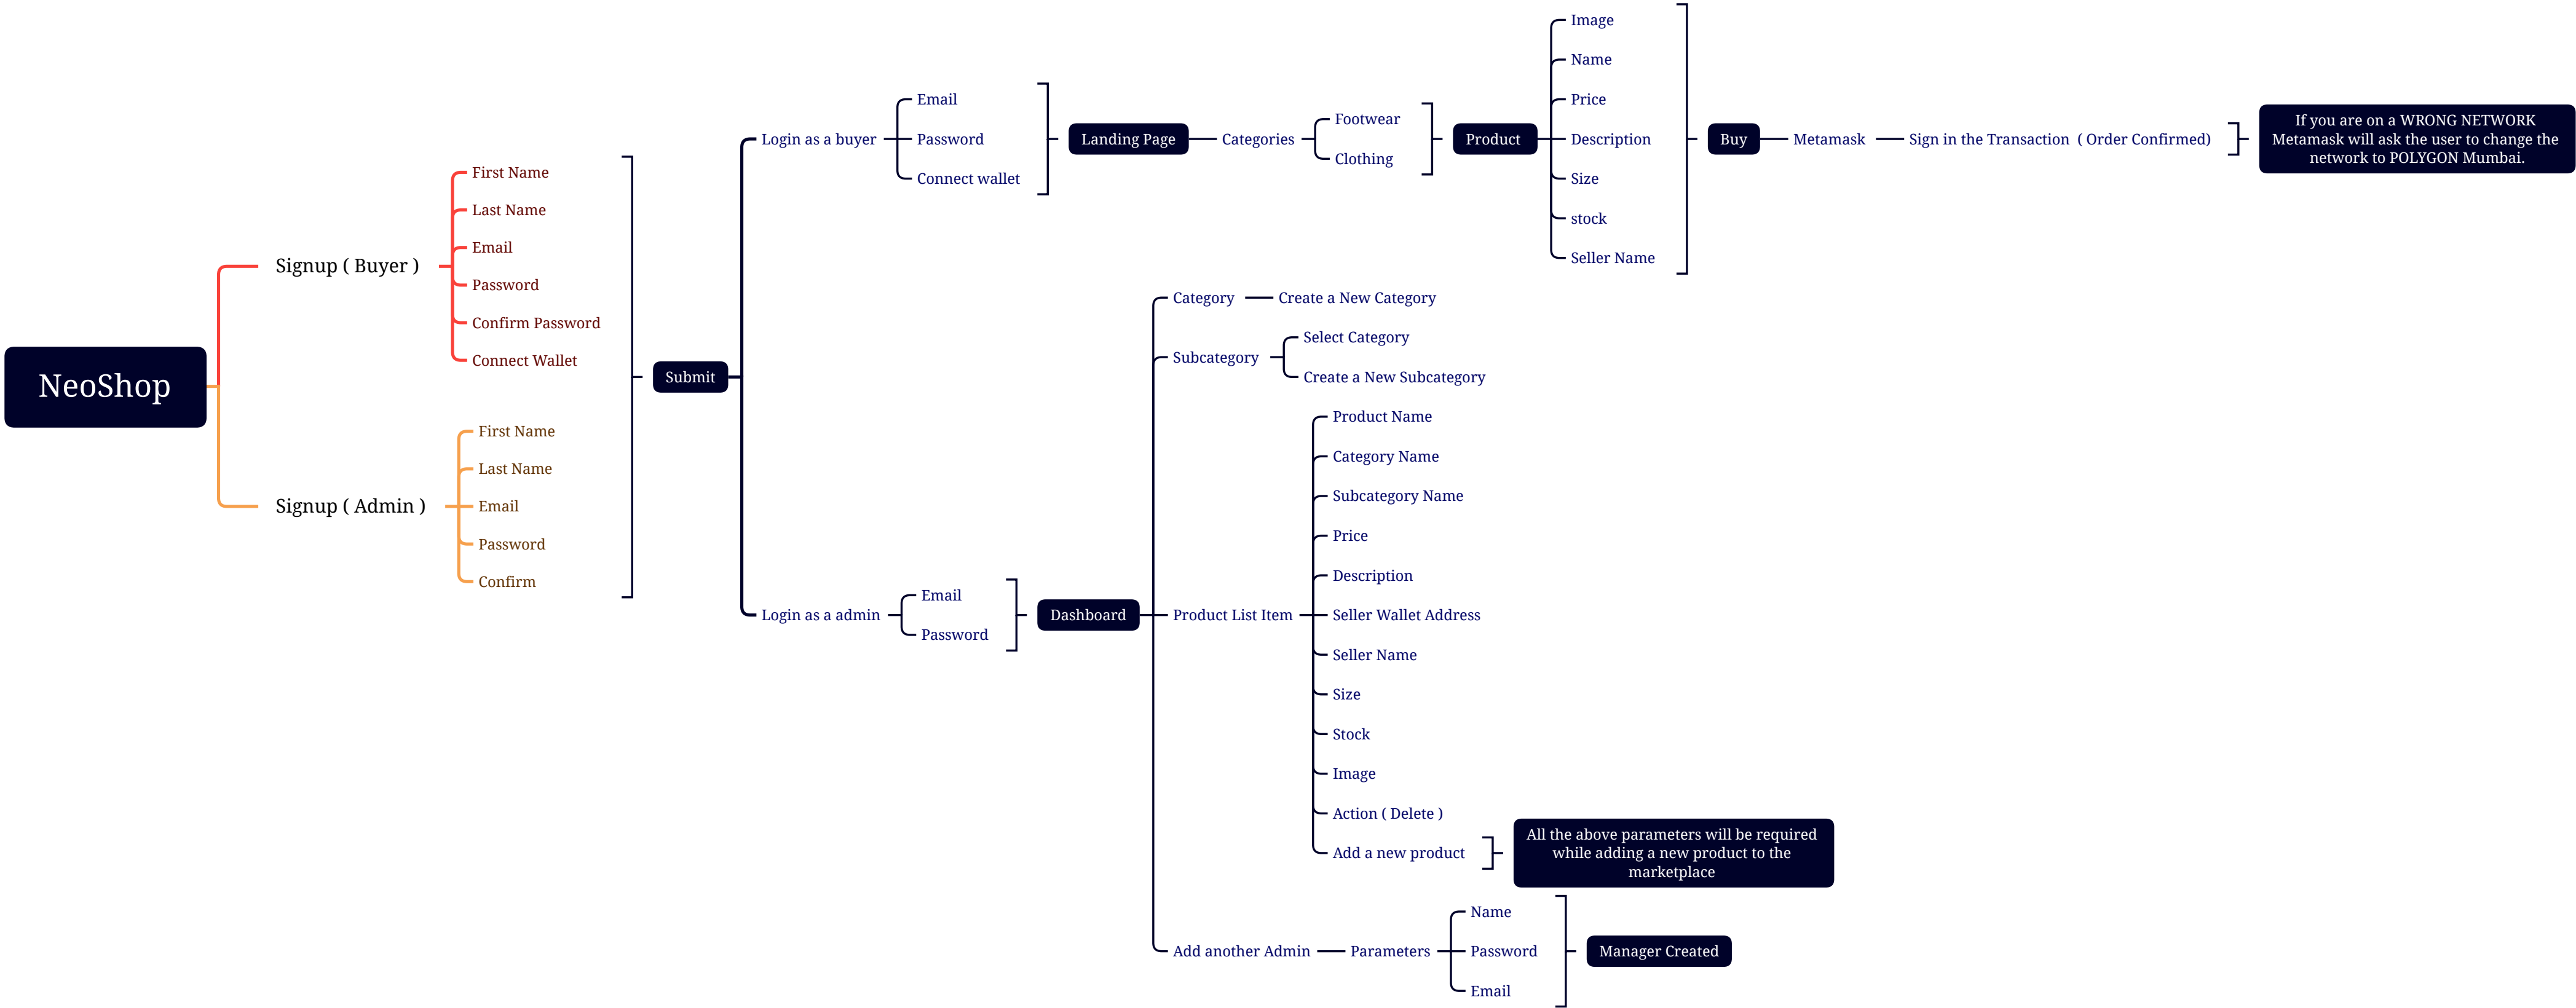 NeoShop
Signup ( Buyer )
First Name
Last Name
Email
Password
Confirm Password
Connect Wallet
Signup ( Admin )
First Name
Last Name
Email
Password
Confirm
Submit
Login as a buyer
Email
Password
Connect wallet
Landing Page
Categories
Footwear
Clothing
Product
Image
Name
Price
Description
Size
stock
Seller Name
Buy
Metamask
Sign in the Transaction ( Order Confirmed)
If you are on a WRONG NETWORK
Metamask will ask the user to change the
network to POLYGON Mumbai.
Login as a admin
Email
Password
Dashboard
Category
Create a New Category
Subcategory
Select Category
Create a New Subcategory
Product List Item
Product Name
Category Name
Subcategory Name
Price
Description
Seller Wallet Address
Seller Name
Size
Stock
Image
Action ( Delete )
Add a new product
All the above parameters will be required
while adding a new product to the
marketplace
Add another Admin
Parameters
Name
Password
Email
Manager Created